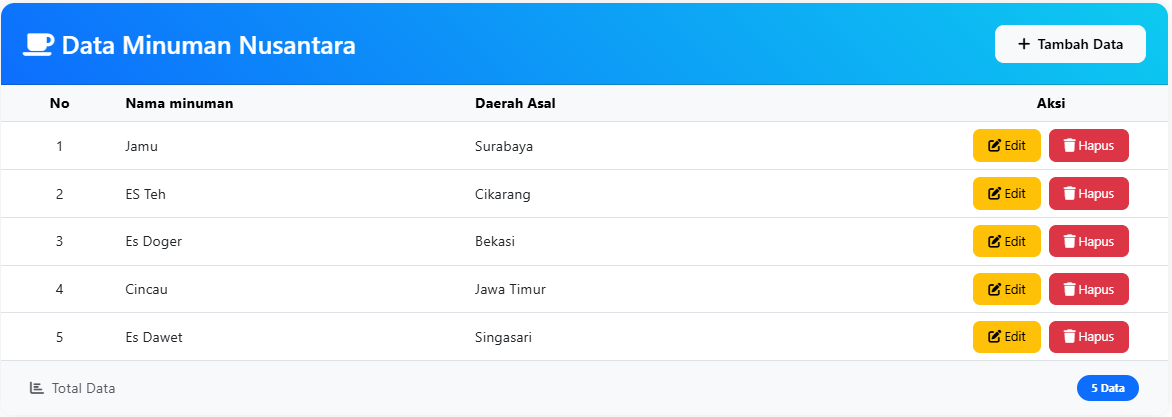 Data Minuman Nusantara
+ Tambah Data
No Nama minuman Daerah Asal Aksi
1 Jamu Surabaya Edit Hapus
2 ES Teh Cikarang Edit Hapus
3 Es Doger Bekasi Edit Hapus
4 Cincau Jawa Timur Edit Hapus
5 Es Dawet Singasari Edit Hapus
Total Data 5 Data